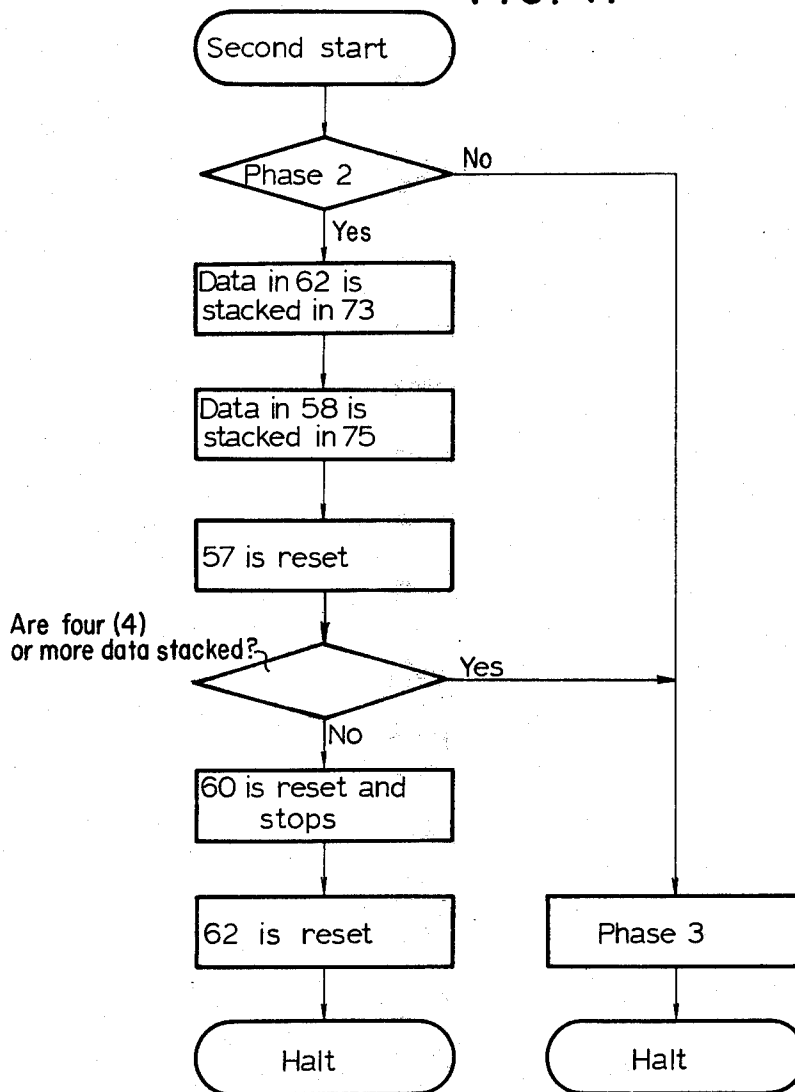 Second start
Phase 2
No
Yes
Data in 62 is
stacked in 73
Data in 58 is
stacked in 75
57 is reset
Are four (4)
or more data stacked?
Yes
No
60 is reset and
stops
62 is reset
Phase 3
Halt
Halt